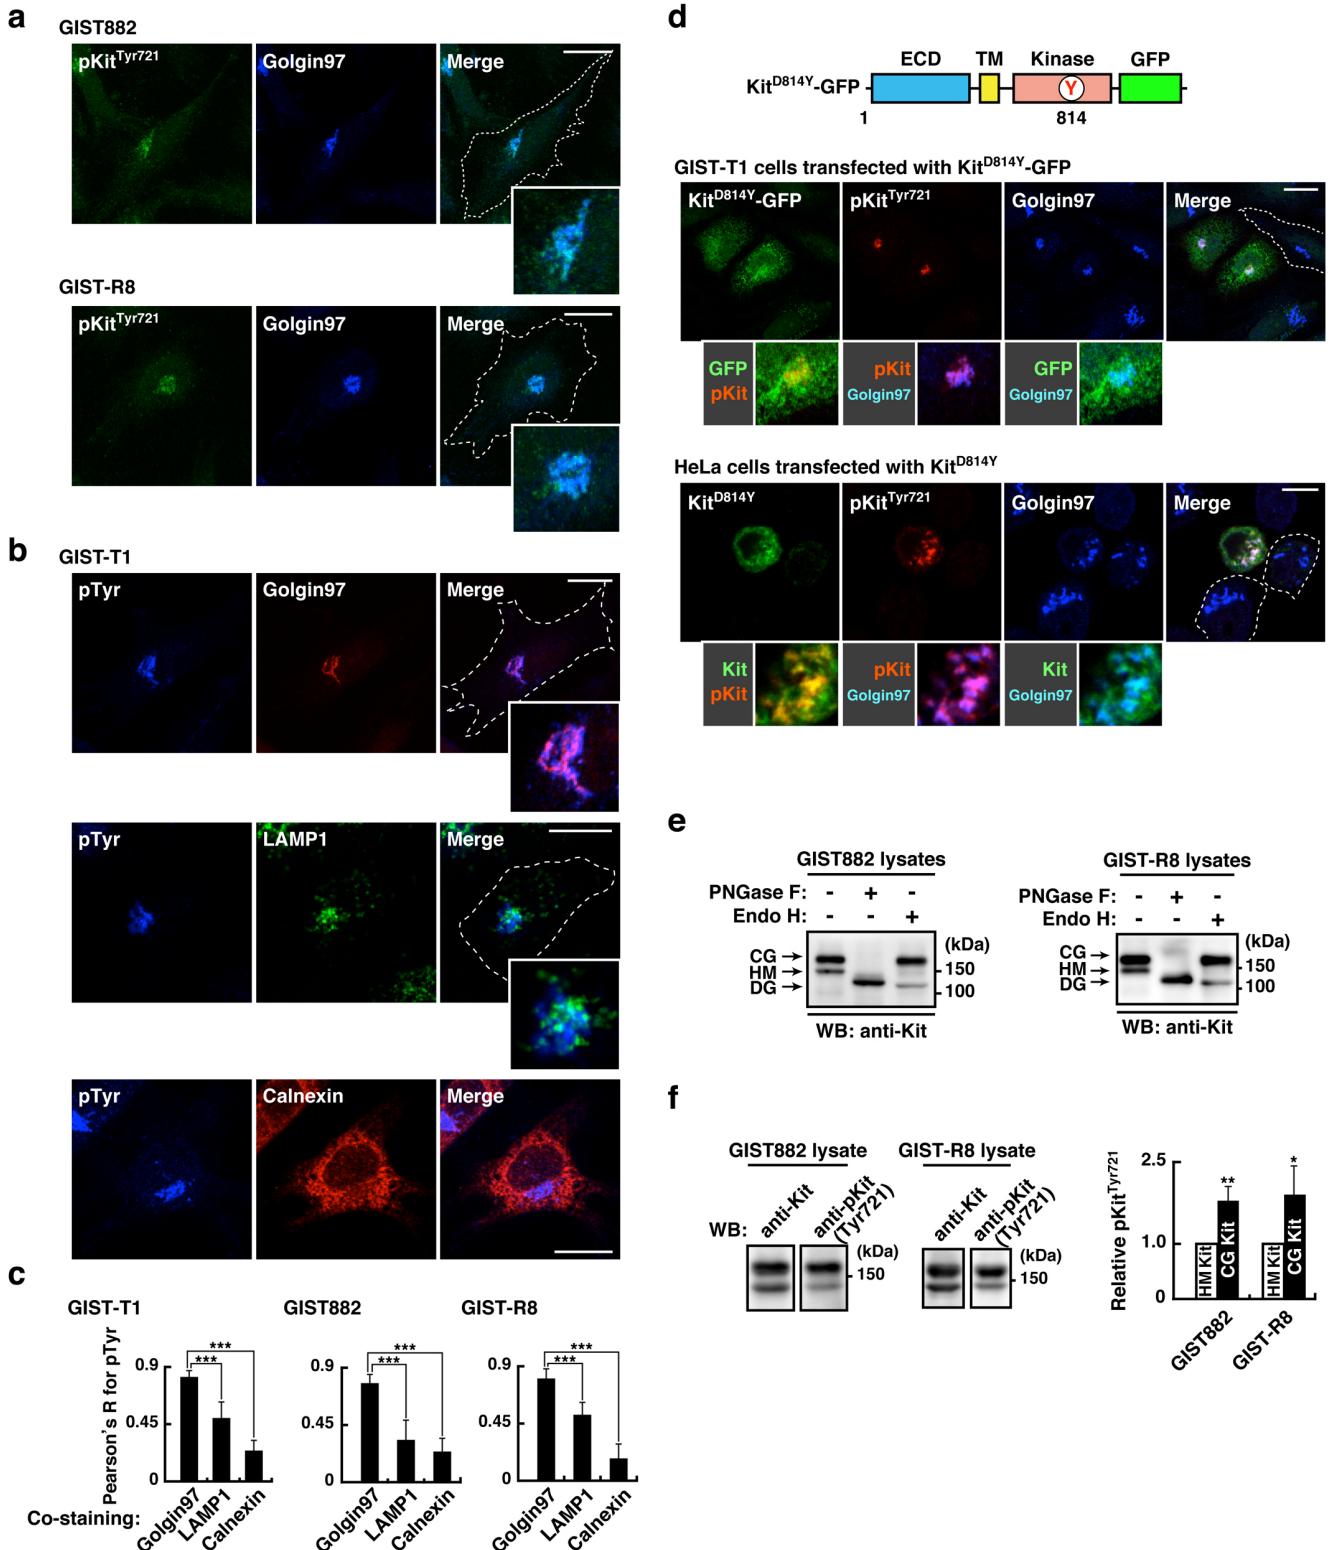 a
GIST882
pKitTyr721
Golgin97
Merge
GIST-R8
pKitTyr721
Golgin97
Merge
b
GIST-T1
pTyr
Golgin97
Merge
pTyr
LAMP1
Merge
pTyr
Calnexin
Merge
c
GIST-T1
GIST882
GIST-R8
Pearson's R for pTyr
0.9
0.45
0
***
***
0.9
0.45
0
***
***
0.9
0.45
0
***
***
Co-staining:
Golgin97
LAMP1
Calnexin
Golgin97
LAMP1
Calnexin
Golgin97
LAMP1
Calnexin
d
ECD TM Kinase GFP
KitD814Y-GFP
Y
1
814
GIST-T1 cells transfected with KitD814Y-GFP
KitD814Y-GFP
pKitTyr721
Golgin97
Merge
GFP
pKit
pKit
Golgin97
GFP
Golgin97
HeLa cells transfected with KitD814Y
KitD814Y
pKitTyr721
Golgin97
Merge
Kit
pKit
pKit
Golgin97
Kit
Golgin97
e
GIST882 lysates
PNGase F: - + -
Endo H: - - +
(kDa)
CG
HM
DG
150
100
WB: anti-Kit
GIST-R8 lysates
PNGase F: - + -
Endo H: - - +
(kDa)
CG
HM
DG
150
100
WB: anti-Kit
f
GIST882 lysate
GIST-R8 lysate
WB:
anti-Kit
anti-pKit
(Tyr721)
(kDa)
150
anti-Kit
anti-pKit
(Tyr721)
(kDa)
150
Relative pKitTyr721
2.5
1.0
0
**
*
HM Kit
CG Kit
HM Kit
CG Kit
GIST882
GIST-R8